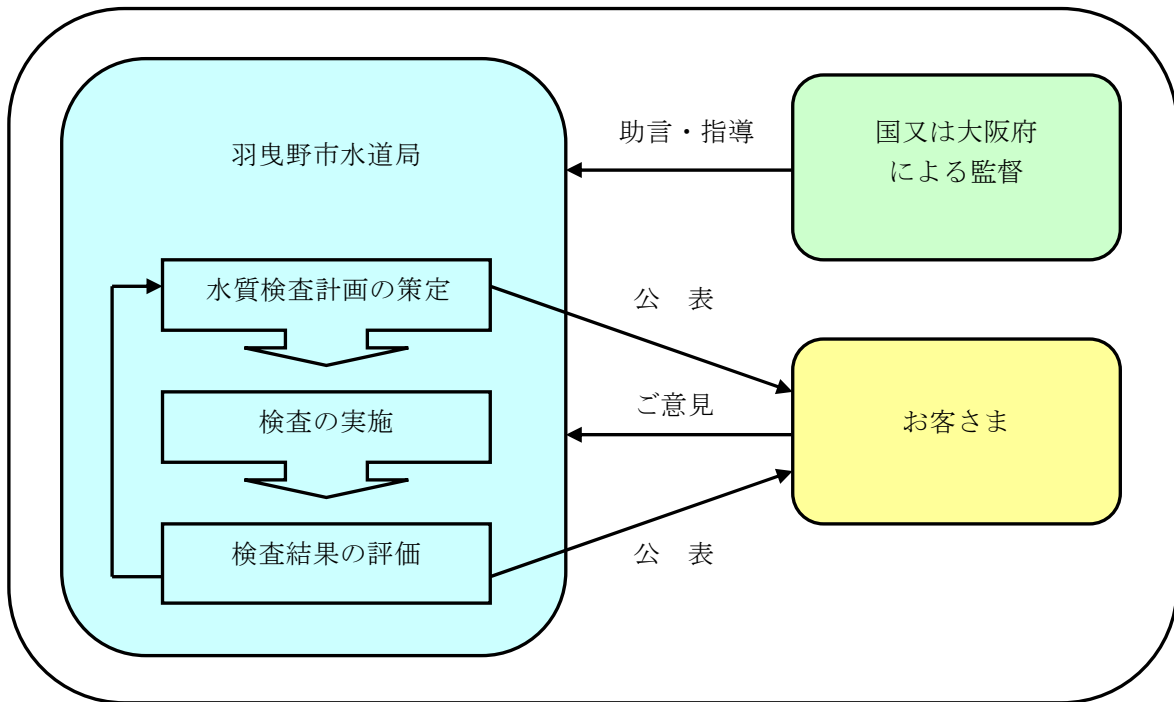 羽曳野市水道局
助言・指導
国又は大阪府
による監督
水質検査計画の策定
公　表
検査の実施
ご意見
お客さま
検査結果の評価
公　表